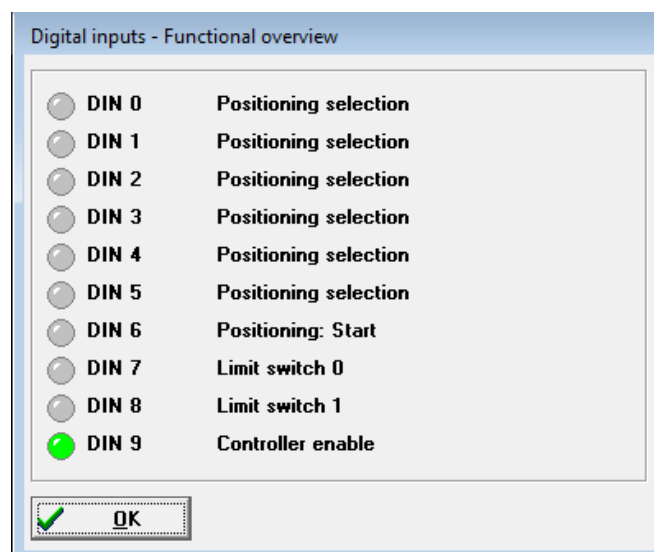 Digital inputs - Functional overview
DIN 0 Positioning selection
DIN 1 Positioning selection
DIN 2 Positioning selection
DIN 3 Positioning selection
DIN 4 Positioning selection
DIN 5 Positioning selection
DIN 6 Positioning: Start
DIN 7 Limit switch 0
DIN 8 Limit switch 1
DIN 9 Controller enable
OK